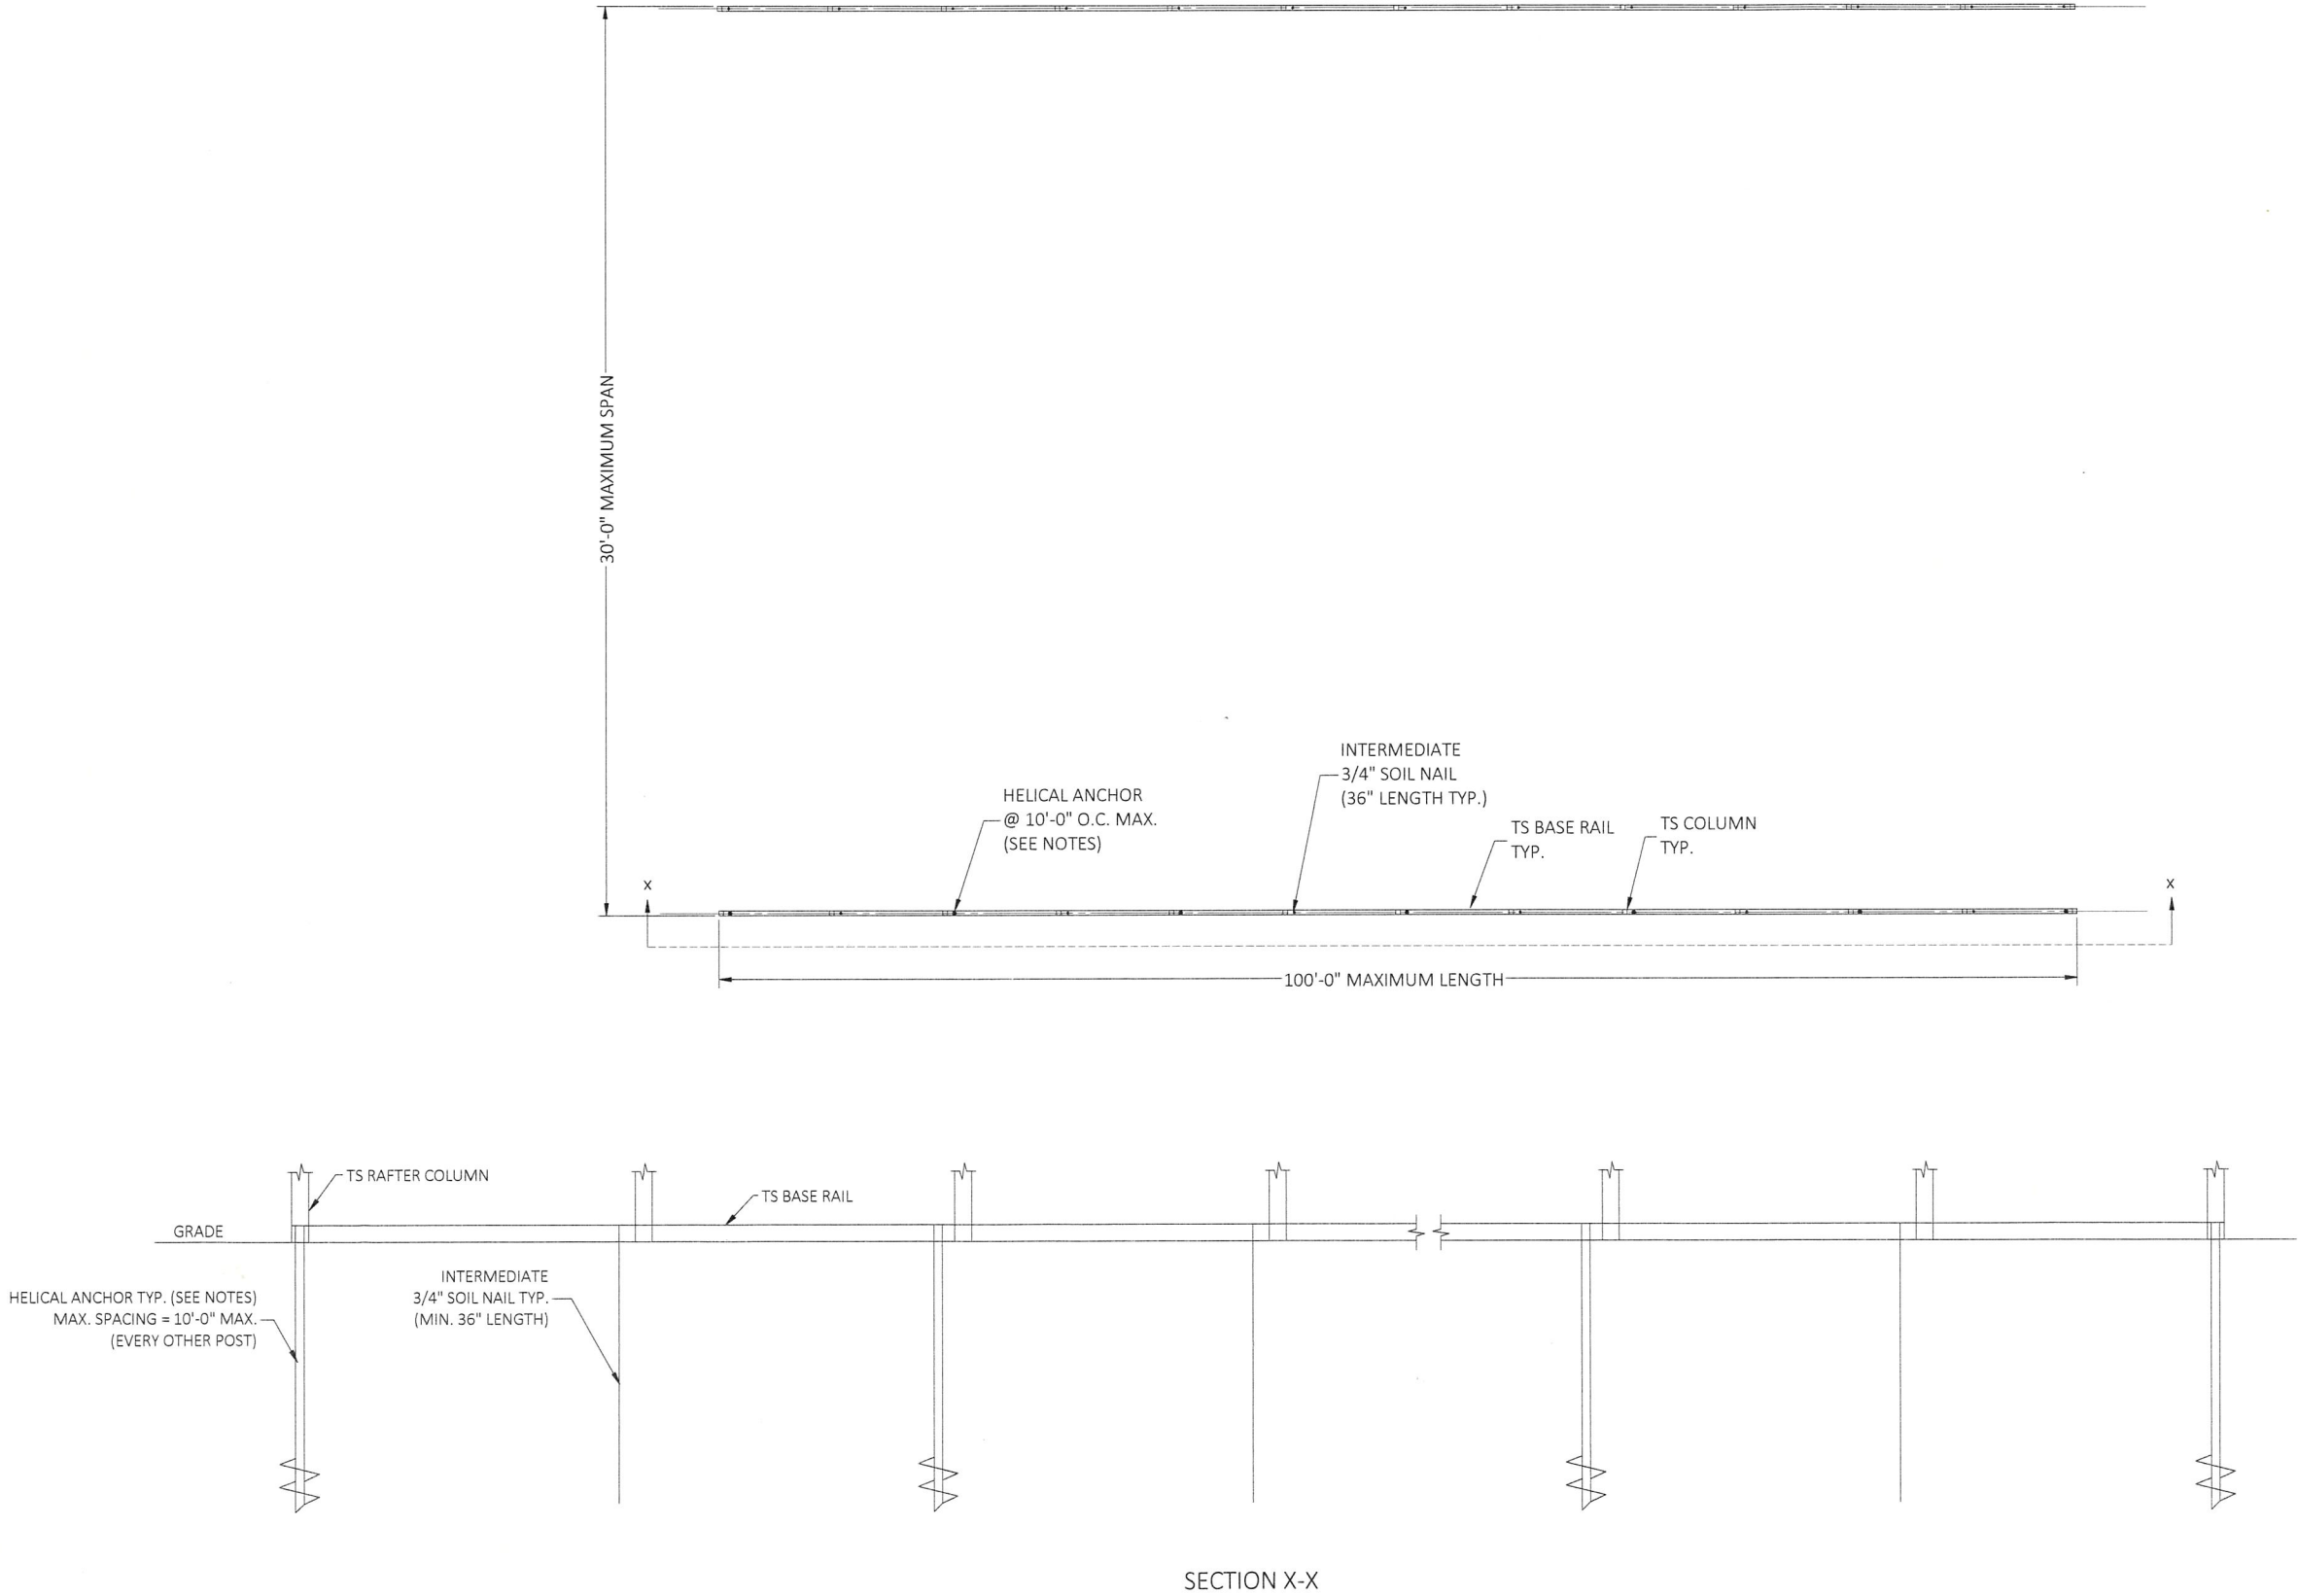 30'-0" MAXIMUM SPAN
INTERMEDIATE
3/4" SOIL NAIL
(36" LENGTH TYP.)
HELICAL ANCHOR
@ 10'-0" O.C. MAX.
(SEE NOTES)
TS BASE RAIL
TYP.
TS COLUMN
TYP.
X
X
100'-0" MAXIMUM LENGTH
TS RAFTER COLUMN
TS BASE RAIL
GRADE
INTERMEDIATE
3/4" SOIL NAIL TYP.
(MIN. 36" LENGTH)
HELICAL ANCHOR TYP. (SEE NOTES)
MAX. SPACING = 10'-0" MAX.
(EVERY OTHER POST)
SECTION X-X